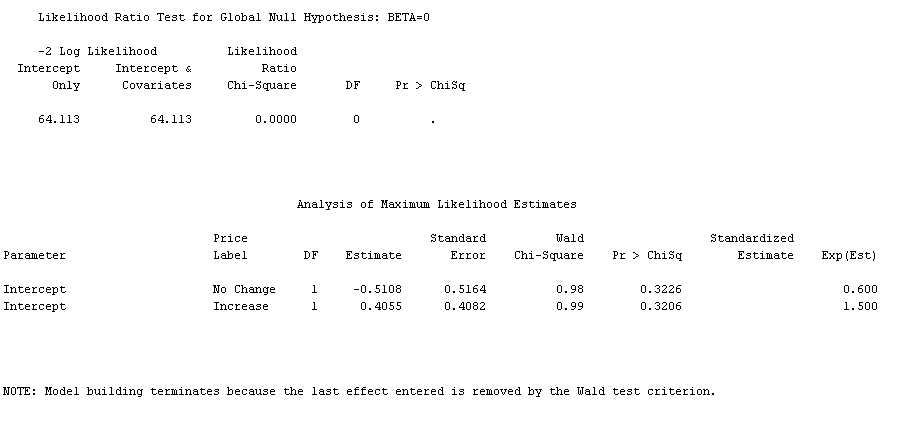 Likelihood Ratio Test for Global Null Hypothesis: BETA=0
-2 Log Likelihood Likelihood
Intercept Intercept & Ratio
Only Covariates Chi-Square DF Pr > ChiSq
64.113 64.113 0.0000 0 .
Analysis of Maximum Likelihood Estimates
Price Standard Wald Standardized
Parameter Label DF Estimate Error Chi-Square Pr > ChiSq Estimate Exp(Est)
Intercept No Change 1 -0.5108 0.5164 0.98 0.3226 0.600
Intercept Increase 1 0.4055 0.4082 0.99 0.3206 1.500
NOTE: Model building terminates because the last effect entered is removed by the Wald test criterion.